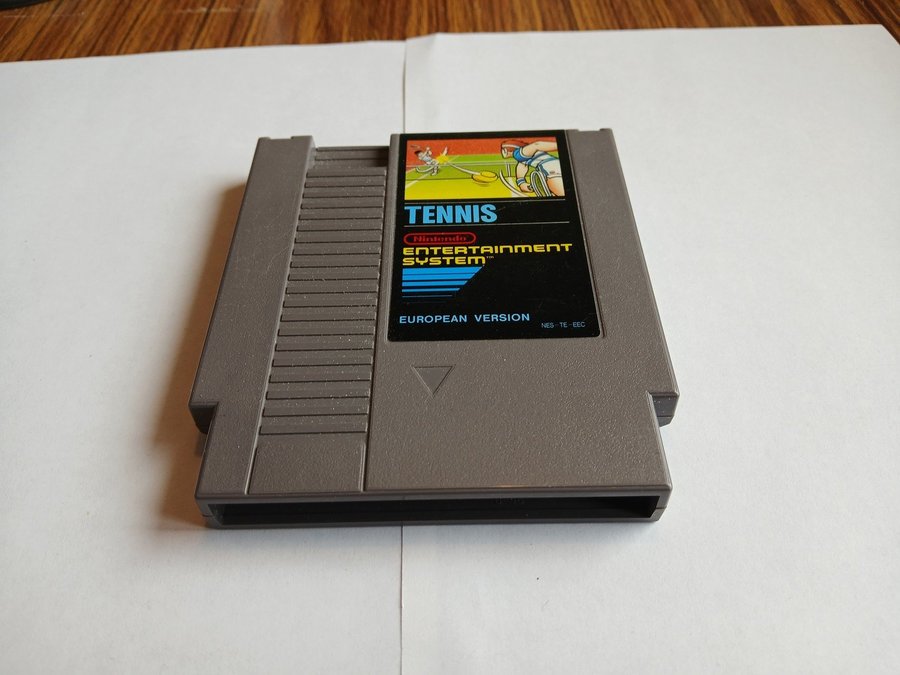 TENNIS
Nintendo
ENTERTAINMENT
SYSTEM™
EUROPEAN VERSION
NES-TE-EEC